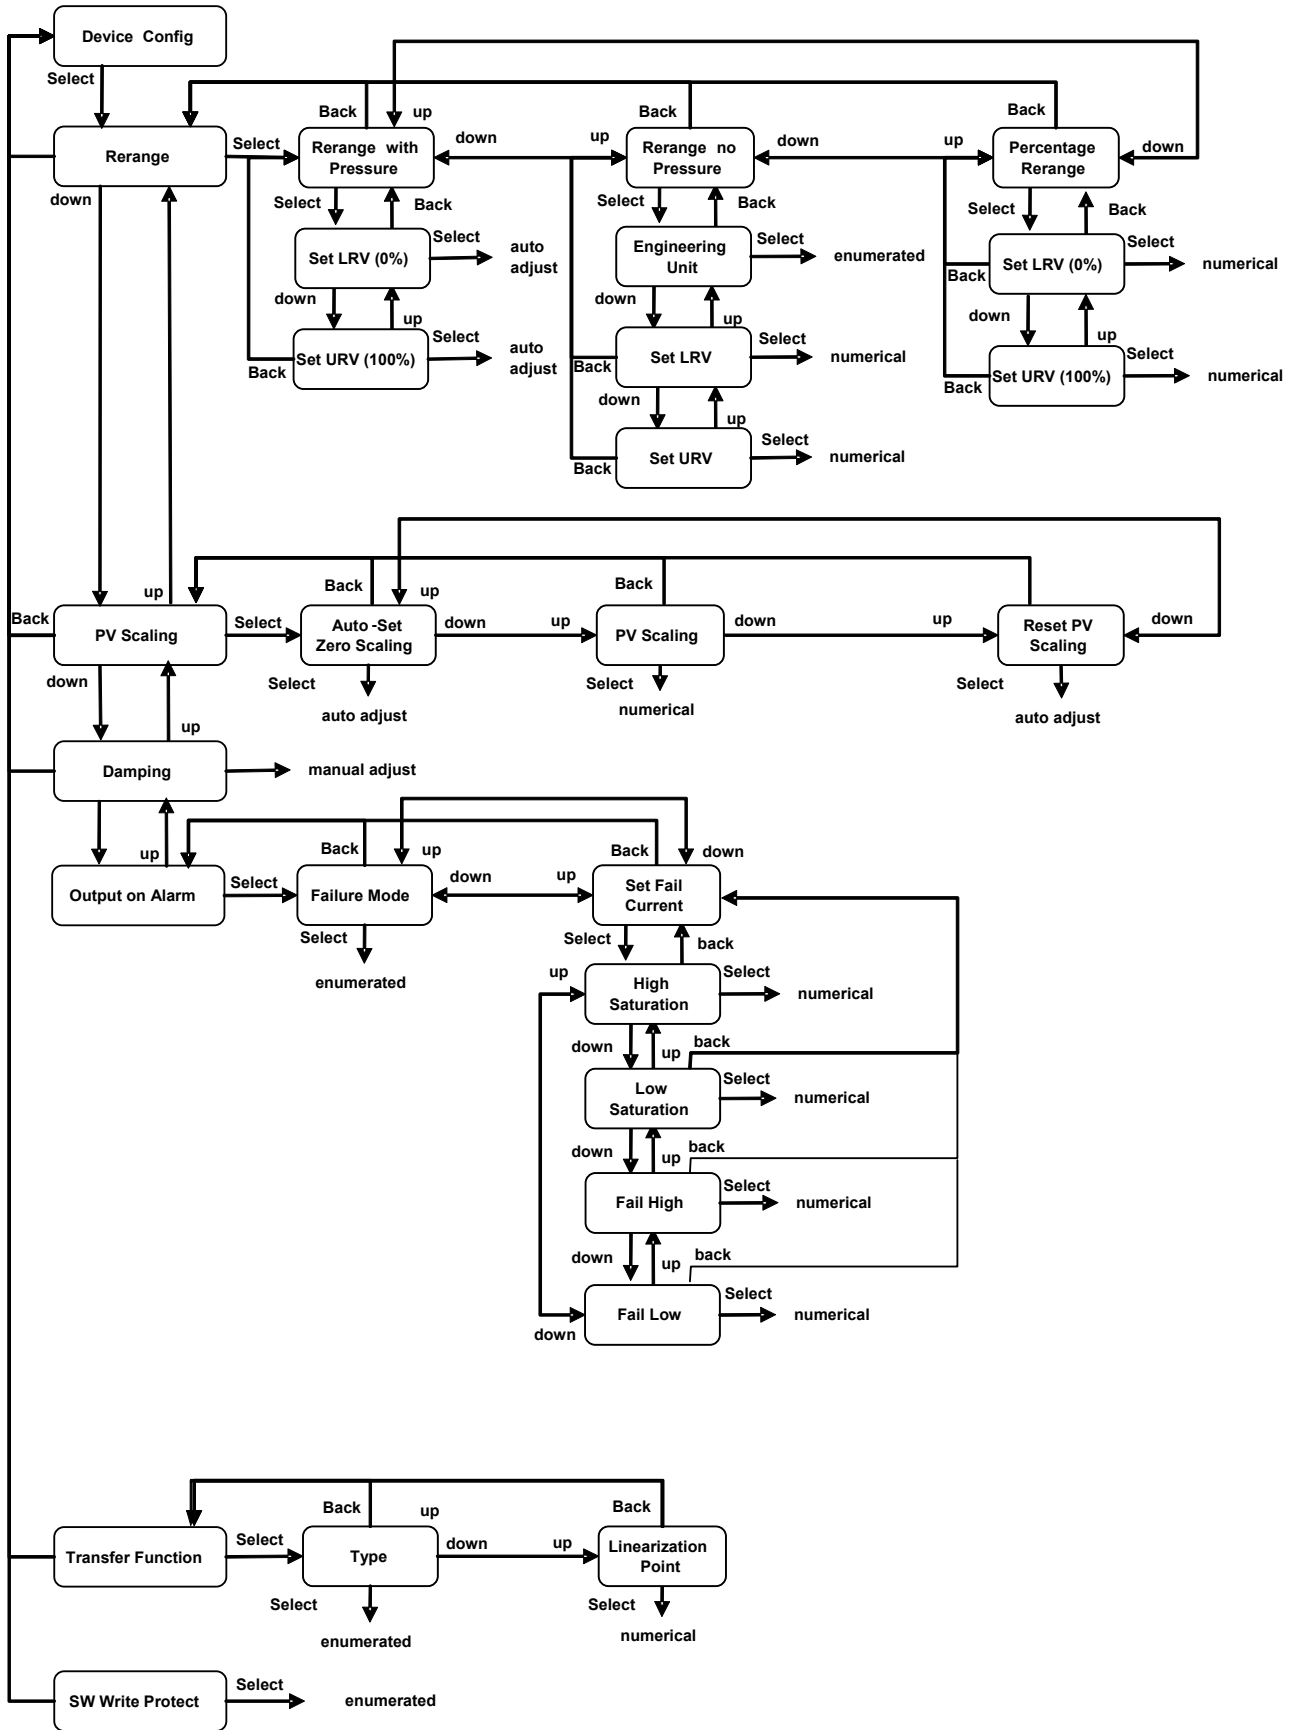 Device Config
Select
Back
up
Back
Back
Rerange
Select
Rerange with
Pressure
down
up
Rerange no
Pressure
down
up
Percentage
Rerange
down
down
Select
Back
Select
Back
Select
Back
Set LRV (0%)
Select
auto
adjust
Engineering
Unit
Select
enumerated
Set LRV (0%)
Select
numerical
Back
down
up
down
up
down
up
Set URV (100%)
Select
auto
adjust
Back
Set LRV
Select
numerical
Back
Set URV (100%)
Select
numerical
Back
down
up
Set URV
Select
numerical
Back
Back
up
Back
Back
up
PV Scaling
Select
Auto -Set
Zero Scaling
down
up
PV Scaling
down
up
Reset PV
Scaling
down
down
Select
auto adjust
Select
numerical
Select
auto adjust
up
Damping
manual adjust
up
Back
up
Back
down
Output on Alarm
Select
Failure Mode
down
up
Set Fail
Current
Select
enumerated
Select
back
up
High
Saturation
Select
numerical
down
up
back
Low
Saturation
Select
numerical
down
up
back
Fail High
Select
numerical
down
up
back
Fail Low
Select
numerical
down
Back
up
Back
Transfer Function
Select
Type
down
up
Linearization
Point
Select
enumerated
Select
numerical
SW Write Protect
Select
enumerated